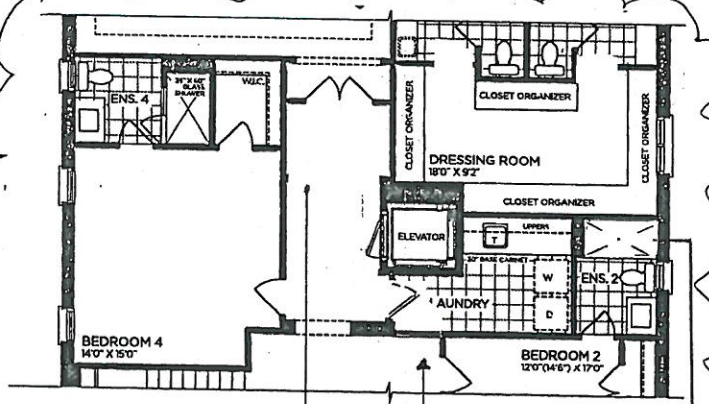 ENS. 4
36" X 60"
GLASS
SHOWER
W.I.C.
CLOSET ORGANIZER
CLOSET ORGANIZER
CLOSET ORGANIZER
DRESSING ROOM
18'0" X 9'2"
CLOSET ORGANIZER
ELEVATOR
UPPERS
T
30" BASE CABINET
W
D
AUNDRY
ENS. 2
BEDROOM 4
14'0" X 15'0"
BEDROOM 2
12'0"(14'6") X 17'0"